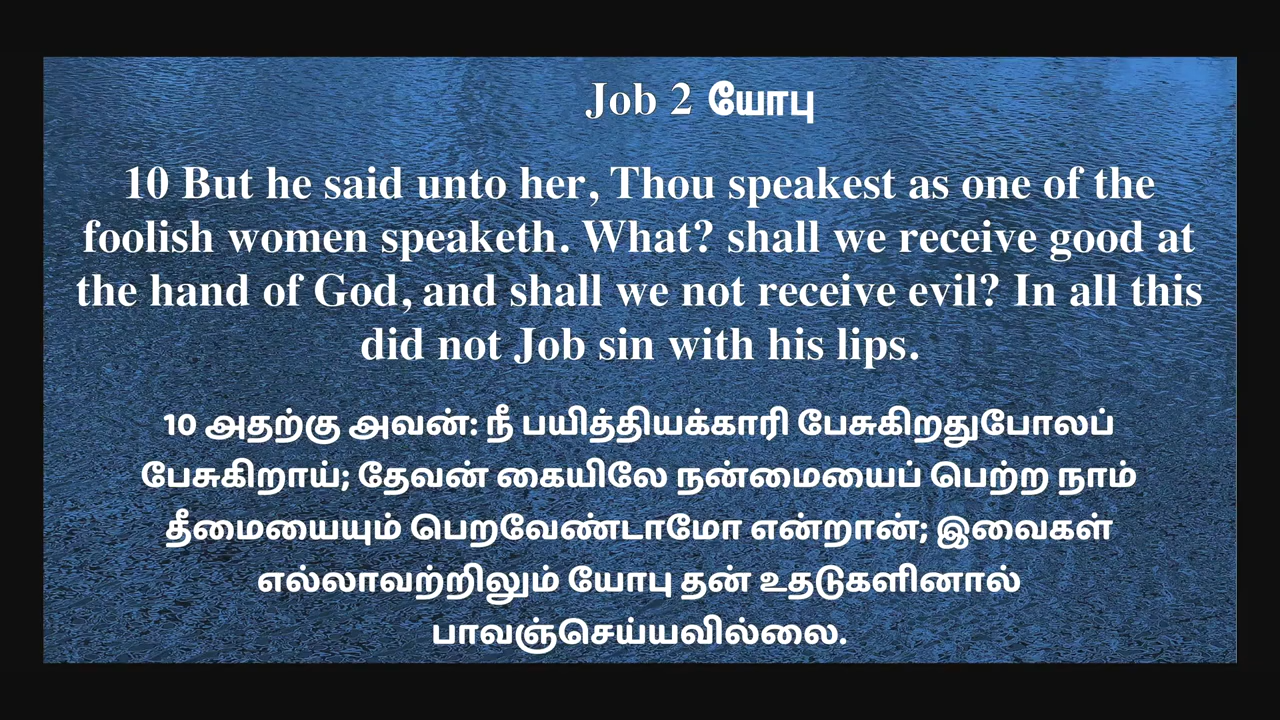 Job 2 யோபு
10 But he said unto her, Thou speakest as one of the
foolish women speaketh. What? shall we receive good at
the hand of God, and shall we not receive evil? In all this
did not Job sin with his lips.
10 அதற்கு அவன்: நீ பயித்தியக்காரி பேசுகிறதுபோலப்
பேசுகிறாய்; தேவன் கையிலே நன்மையைப் பெற்ற நாம்
தீமையையும் பெறவேண்டாமோ என்றான்; இவைகள்
எல்லாவற்றிலும் யோபு தன் உதடுகளினால்
பாவஞ்செய்யவில்லை.